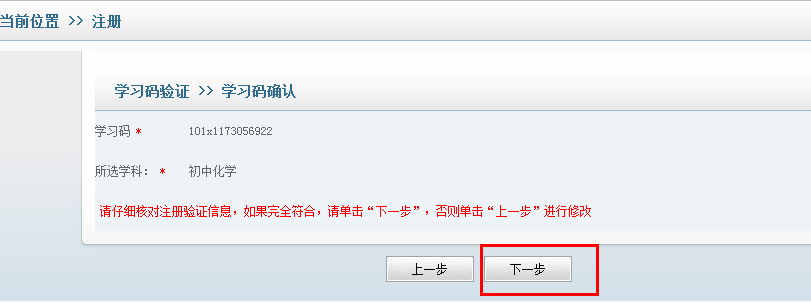 当前位置 >> 注册
学习码验证 >> 学习码确认
学习码 * 101x1173056922
所选学科： * 初中化学
请仔细核对注册验证信息，如果完全符合，请单击“下一步”，否则单击“上一步”进行修改
上一步 下一步